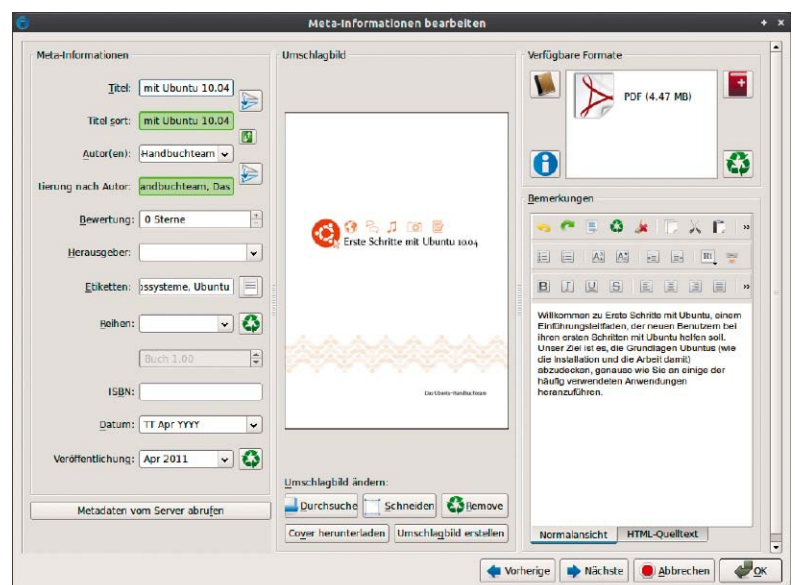 Meta-Informationen bearbeiten
Meta-Informationen
Titel: mit Ubuntu 10.04
Titel sort: mit Ubuntu 10.04
Autor(en): Handbuchteam
tierung nach Autor: andbuchteam, Das
Bewertung: 0 Sterne
Herausgeber:
Etiketten: ossysteme, Ubuntu
Reihen:
Buch 1.00
ISBN:
Datum: TT Apr YYYY
Veröffentlichung: Apr 2011
Metadaten vom Server abrufen
Umschlagbild
Erste Schritte mit Ubuntu 10.04
Das Ubuntu-Handbuchteam
Umschlagbild ändern:
Durchsuche Schneiden Remove
Cover herunterladen Umschlagbild erstellen
Verfügbare Formate
PDF (4.47 MB)
Bemerkungen
B I U S
Willkommen zu Erste Schritte mit Ubuntu, einem
Einführungsleitfaden, der neuen Benutzern bei
ihren ersten Schritten mit Ubuntu helfen soll.
Unser Ziel ist es, die Grundlagen Ubuntus (wie
die Installation und die Arbeit damit)
abzudecken, genause wie Sie an einige der
häufig verwendeten Anwendungen
heranzuführen.
Normalansicht HTML-Quelltext
Vorherige Nächste Abbrechen OK